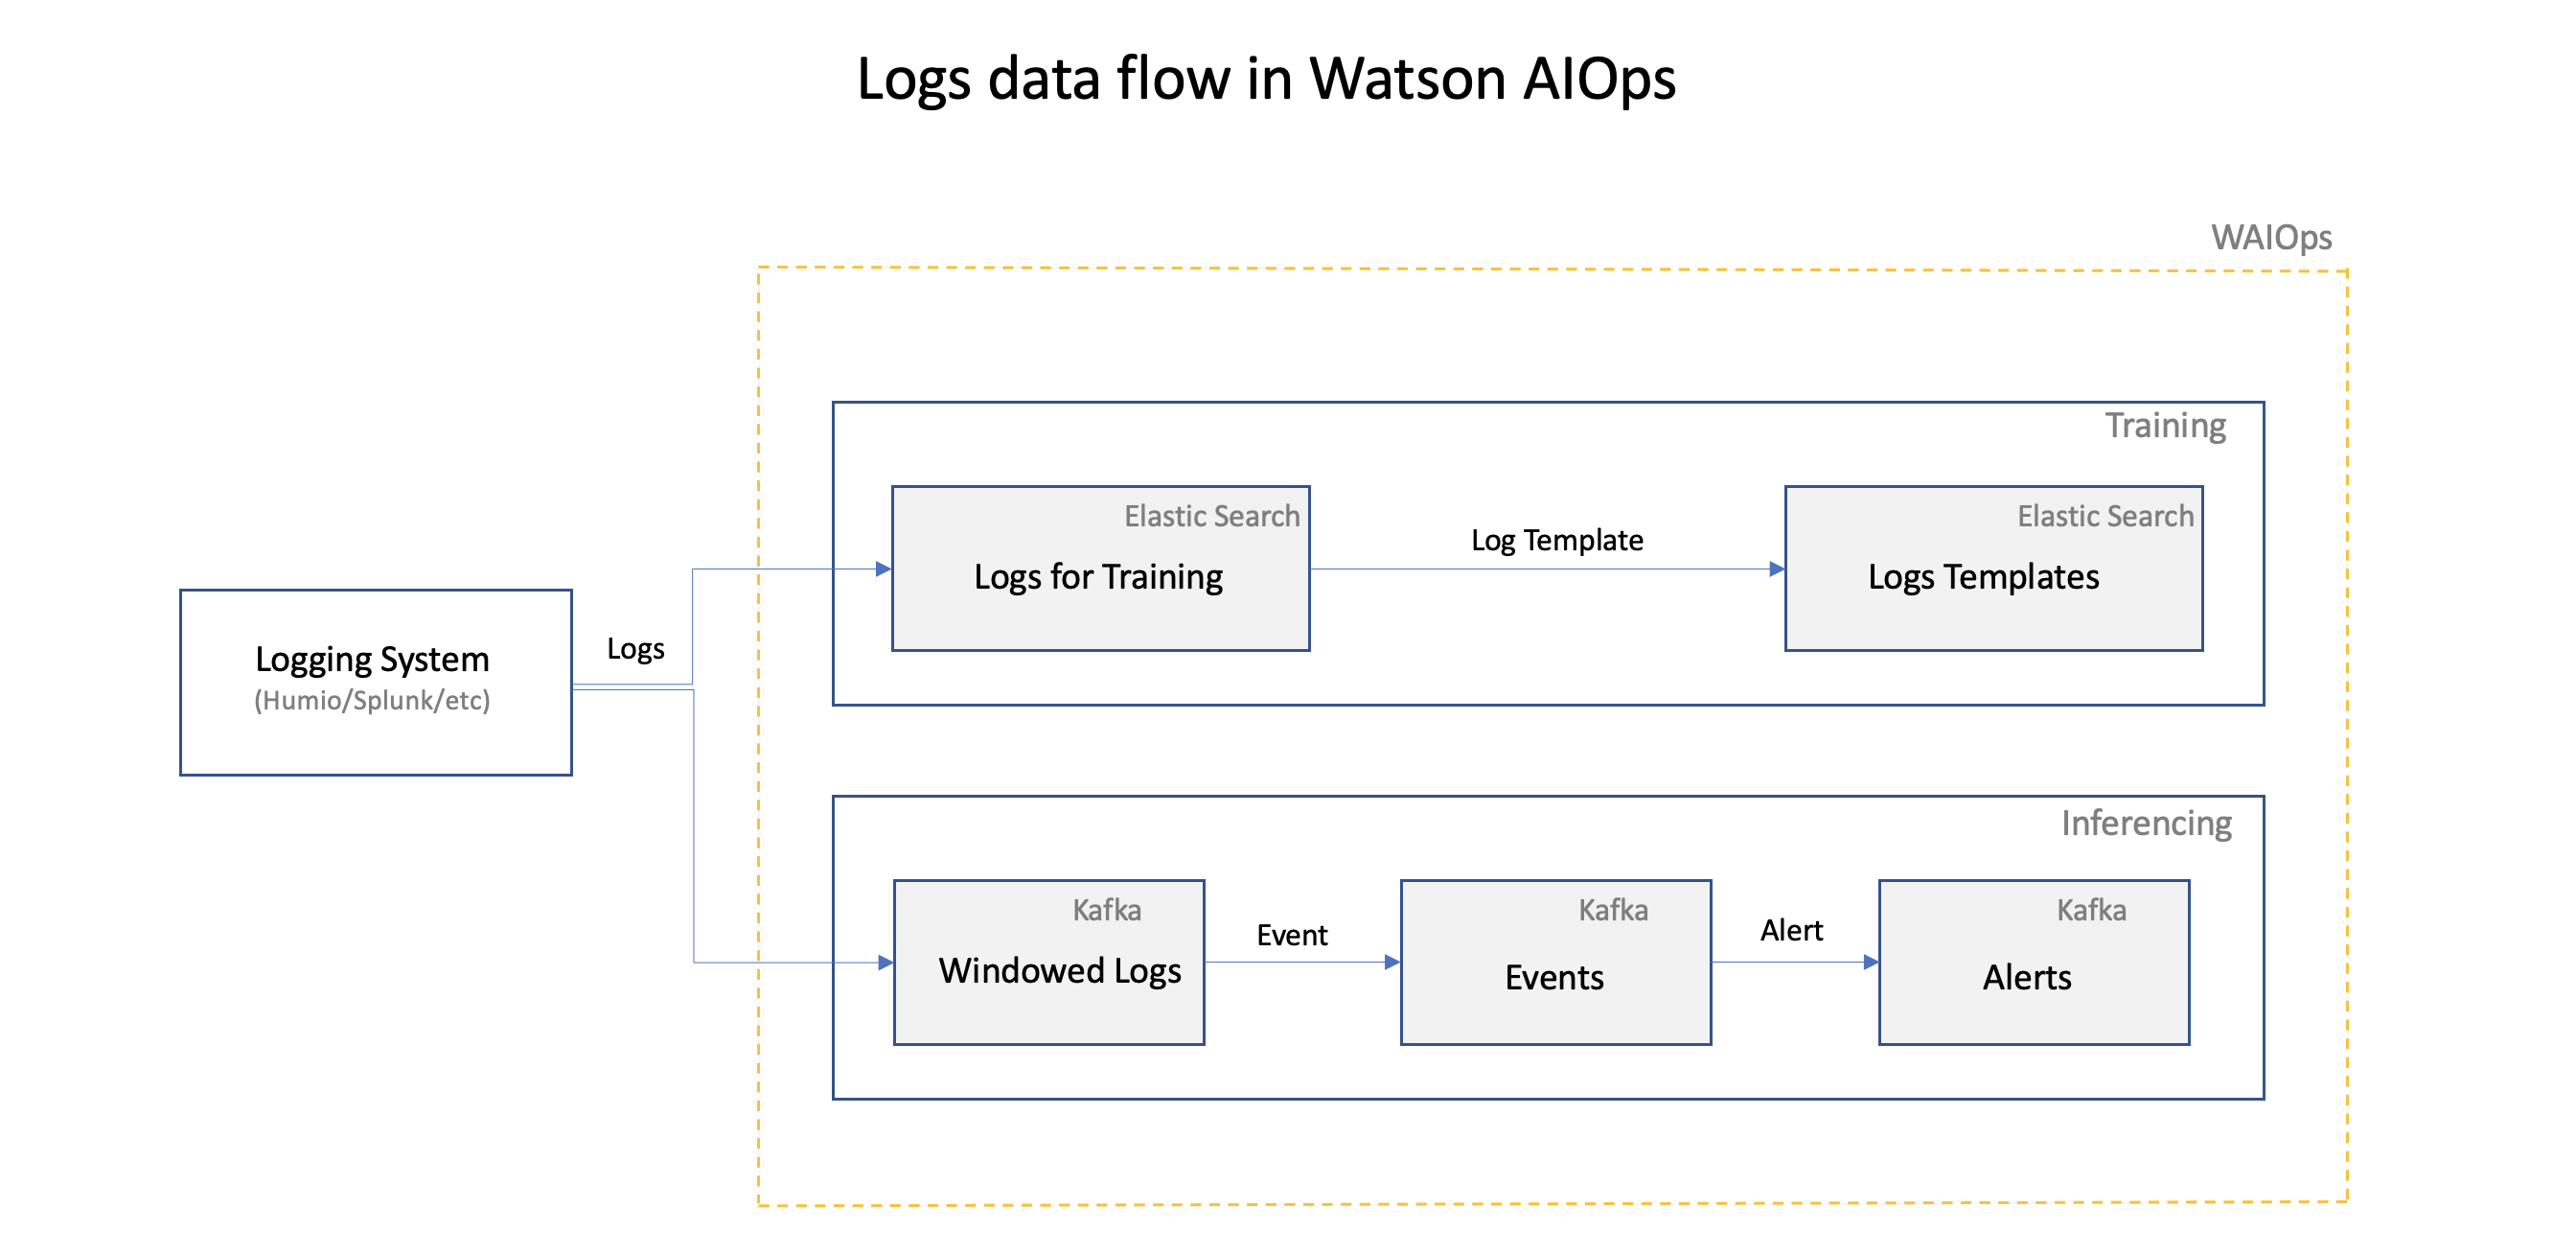 Logs data flow in Watson AIOps
WAIOps
Training
Elastic Search
Logs for Training
Log Template
Elastic Search
Logs Templates
Logging System
(Humio/Splunk/etc)
Logs
Inferencing
Kafka
Windowed Logs
Event
Kafka
Events
Alert
Kafka
Alerts